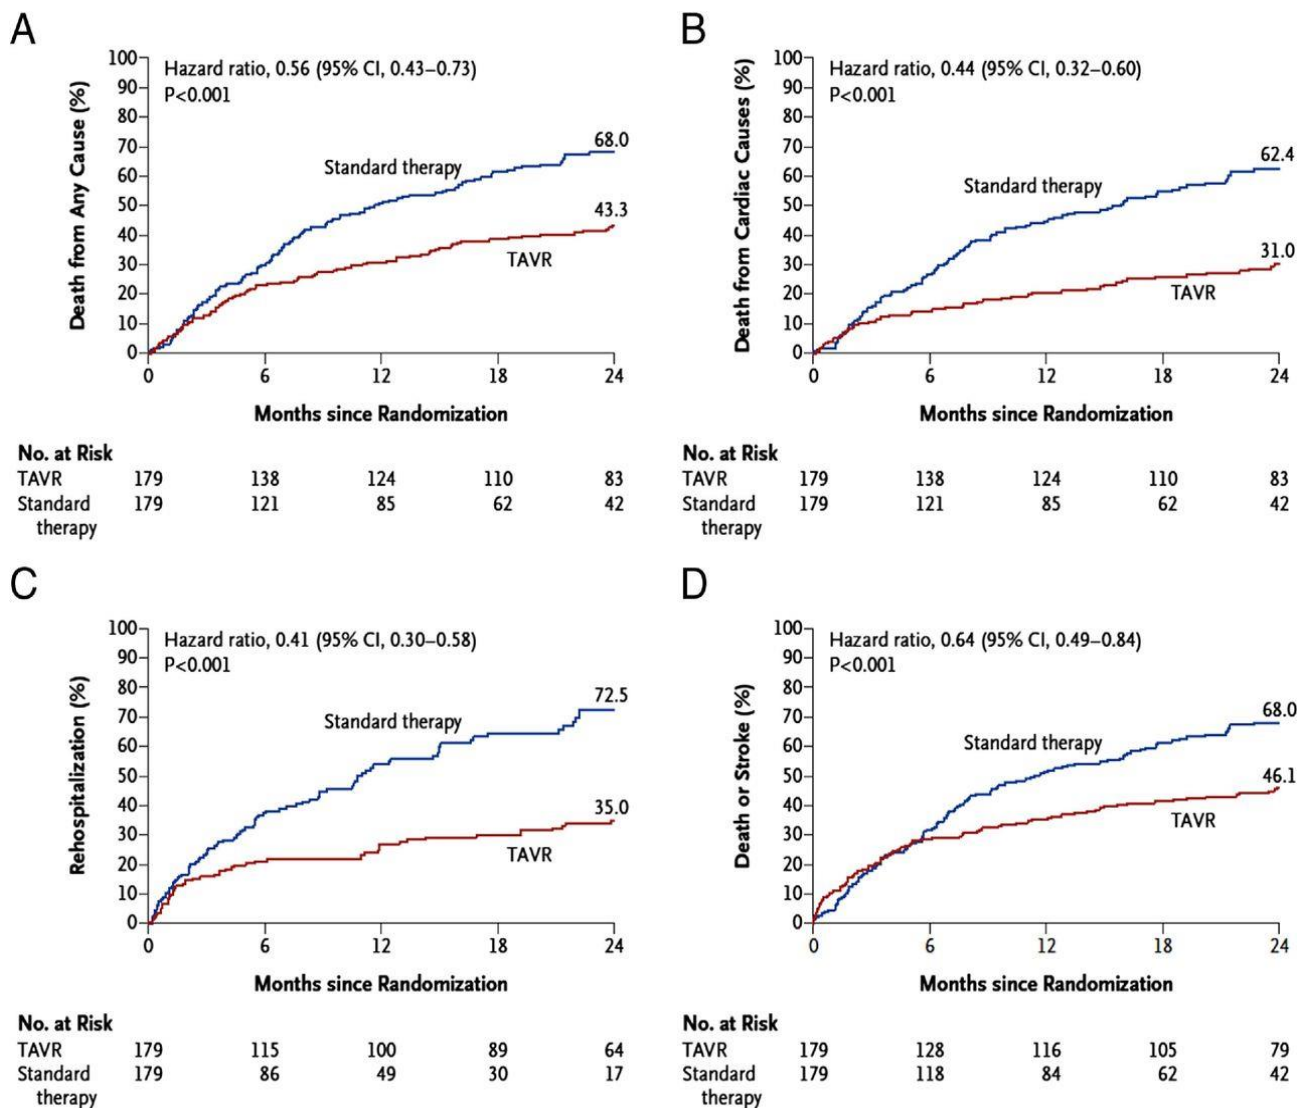 A
Death from Any Cause (%)
100
90
80
70
60
50
40
30
20
10
0
Hazard ratio, 0.56 (95% CI, 0.43–0.73)
P<0.001
Standard therapy
68.0
43.3
TAVR
0 6 12 18 24
Months since Randomization
No. at Risk
TAVR 179 138 124 110 83
Standard 179 121 85 62 42
therapy
B
Death from Cardiac Causes (%)
100
90
80
70
60
50
40
30
20
10
0
Hazard ratio, 0.44 (95% CI, 0.32–0.60)
P<0.001
Standard therapy
62.4
31.0
TAVR
0 6 12 18 24
Months since Randomization
No. at Risk
TAVR 179 138 124 110 83
Standard 179 121 85 62 42
therapy
C
Rehospitalization (%)
100
90
80
70
60
50
40
30
20
10
0
Hazard ratio, 0.41 (95% CI, 0.30–0.58)
P<0.001
Standard therapy
72.5
35.0
TAVR
0 6 12 18 24
Months since Randomization
No. at Risk
TAVR 179 115 100 89 64
Standard 179 86 49 30 17
therapy
D
Death or Stroke (%)
100
90
80
70
60
50
40
30
20
10
0
Hazard ratio, 0.64 (95% CI, 0.49–0.84)
P<0.001
Standard therapy
68.0
46.1
TAVR
0 6 12 18 24
Months since Randomization
No. at Risk
TAVR 179 128 116 105 79
Standard 179 118 84 62 42
therapy